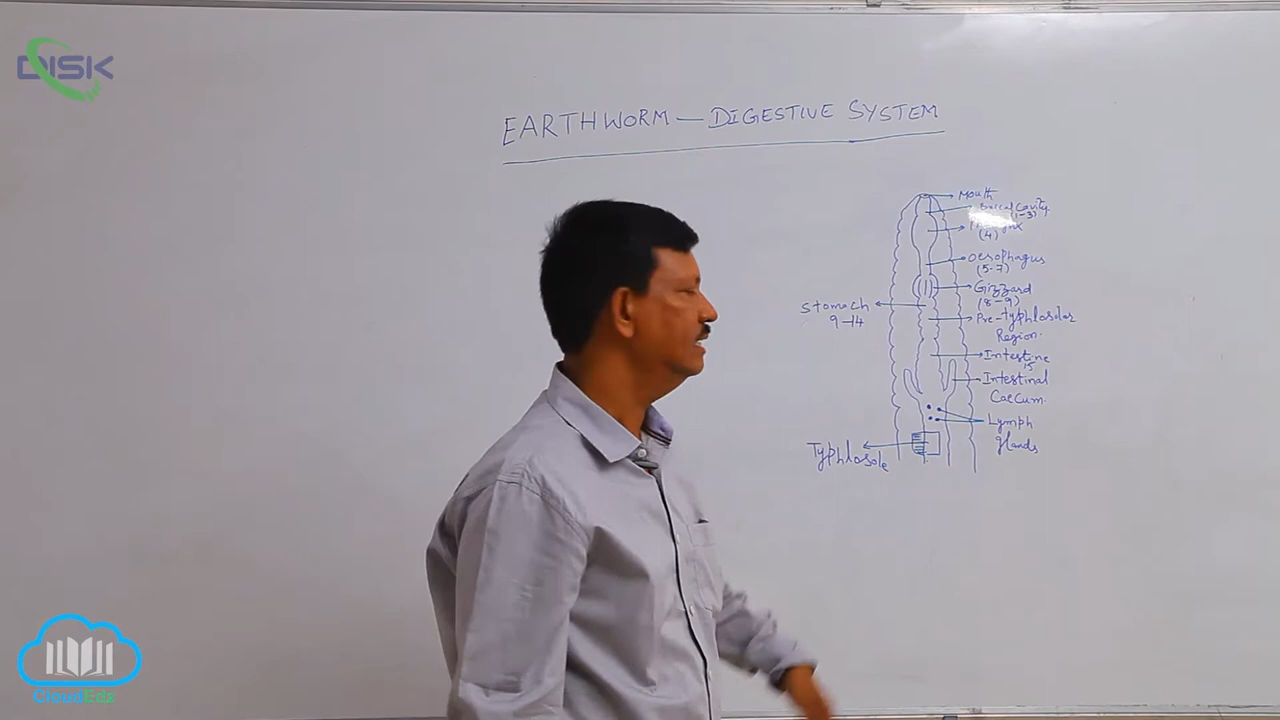 DISK
EARTHWORM — DIGESTIVE SYSTEM
Mouth
Buccal Cavity
(1-3)
(4)
Oesophagus
(5-7)
Gizzard
(8-9)
Stomach
9-14
Pre-typhlosolar
Region.
Intestine
15
Intestinal
Caecum.
Lymph
glands
Typhlosole
CloudEdz